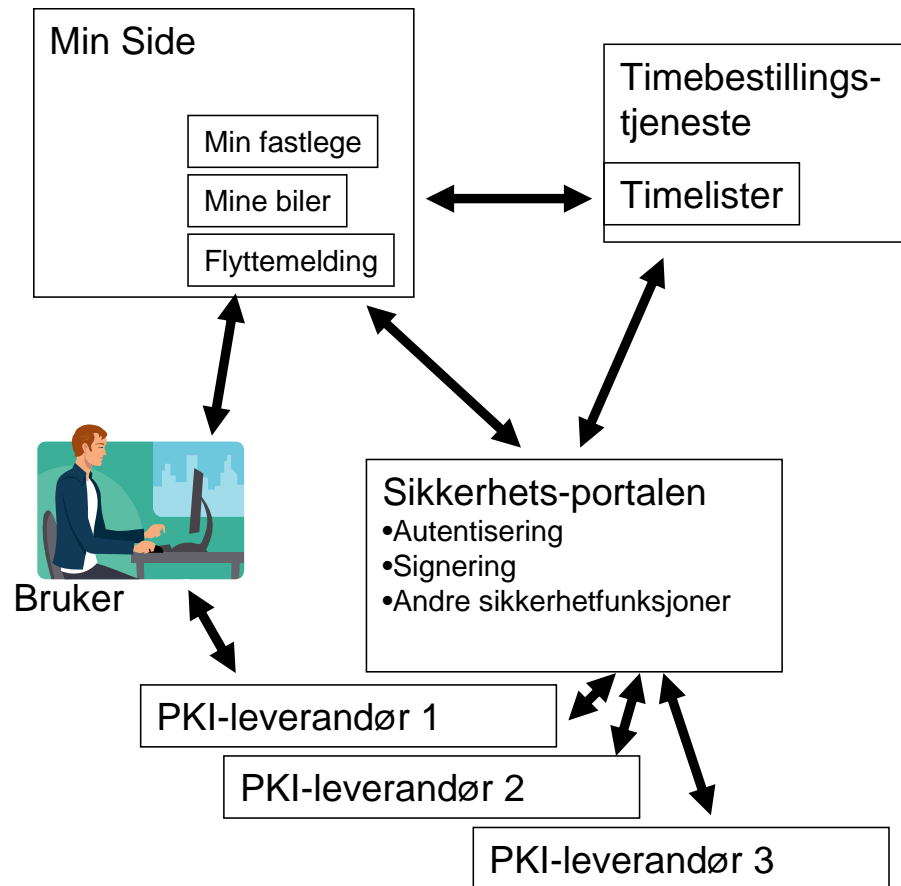 Min Side
Min fastlege
Mine biler
Flyttemelding
Timebestillings-
tjeneste
Timelister
Bruker
Sikkerhets-portalen
•Autentisering
•Signering
•Andre sikkerhetfunksjoner
PKI-leverandør 1
PKI-leverandør 2
PKI-leverandør 3